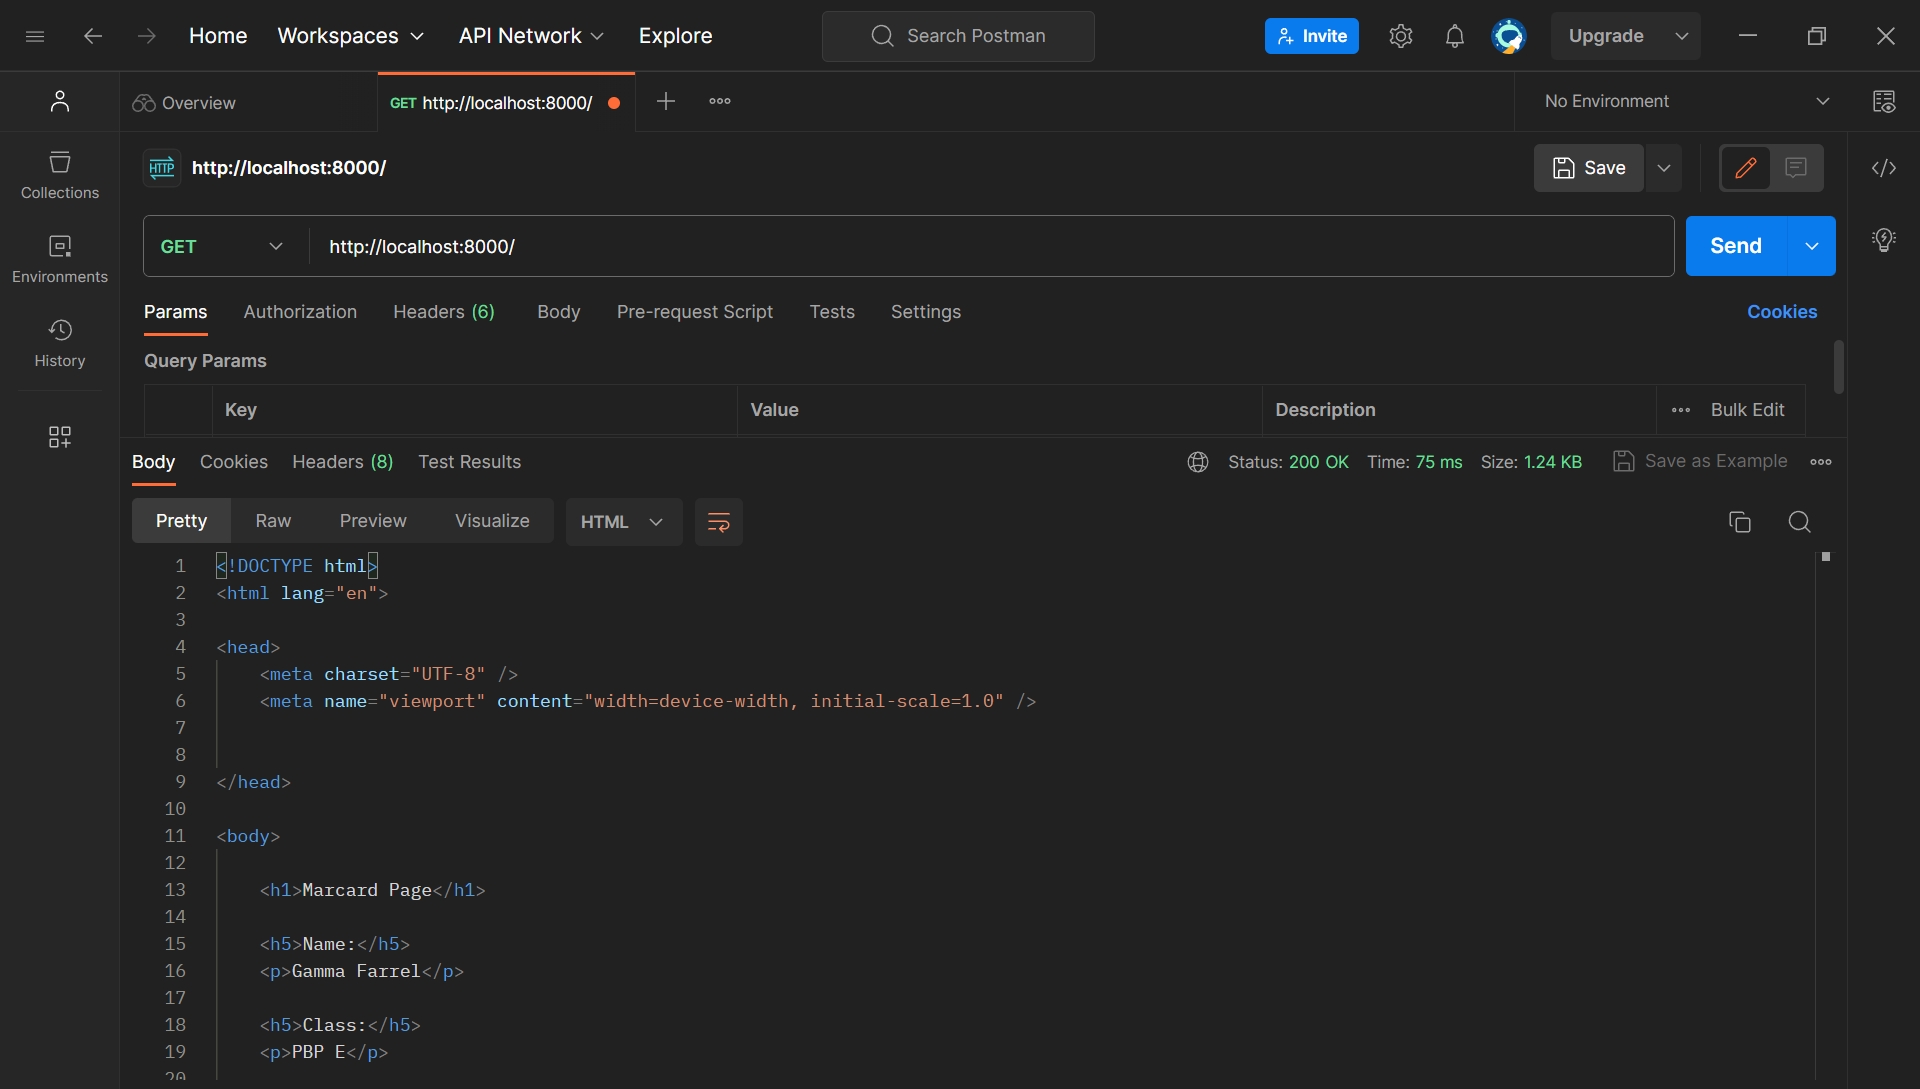 Home Workspaces API Network Explore Search Postman Invite Upgrade
Overview GET http://localhost:8000/ No Environment
HTTP http://localhost:8000/ Save
Collections
Environments
History
GET http://localhost:8000/ Send
Params Authorization Headers (6) Body Pre-request Script Tests Settings Cookies
Query Params
Key Value Description Bulk Edit
Body Cookies Headers (8) Test Results Status: 200 OK Time: 75 ms Size: 1.24 KB Save as Example
Pretty Raw Preview Visualize HTML
1 <!DOCTYPE html>
2 <html lang="en">
3
4 <head>
5 <meta charset="UTF-8" />
6 <meta name="viewport" content="width=device-width, initial-scale=1.0" />
7
8
9 </head>
10
11 <body>
12
13 <h1>Marcard Page</h1>
14
15 <h5>Name:</h5>
16 <p>Gamma Farrel</p>
17
18 <h5>Class:</h5>
19 <p>PBP E</p>
20